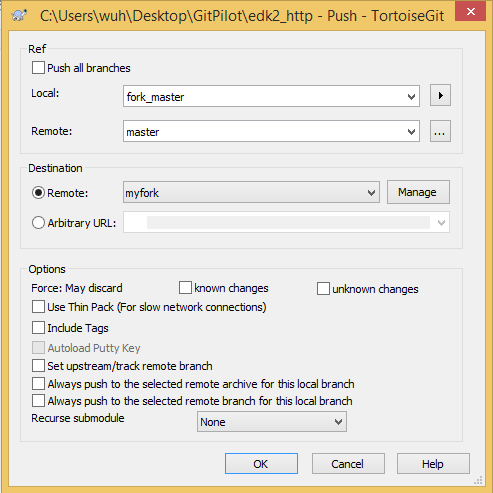 C:\Users\wuh\Desktop\GitPilot\edk2_http - Push - TortoiseGit
Ref
Push all branches
Local: fork_master
Remote: master ...
Destination
Remote: myfork Manage
Arbitrary URL:
Options
Force: May discard known changes unknown changes
Use Thin Pack (For slow network connections)
Include Tags
Autoload Putty Key
Set upstream/track remote branch
Always push to the selected remote archive for this local branch
Always push to the selected remote branch for this local branch
Recurse submodule None
OK Cancel Help